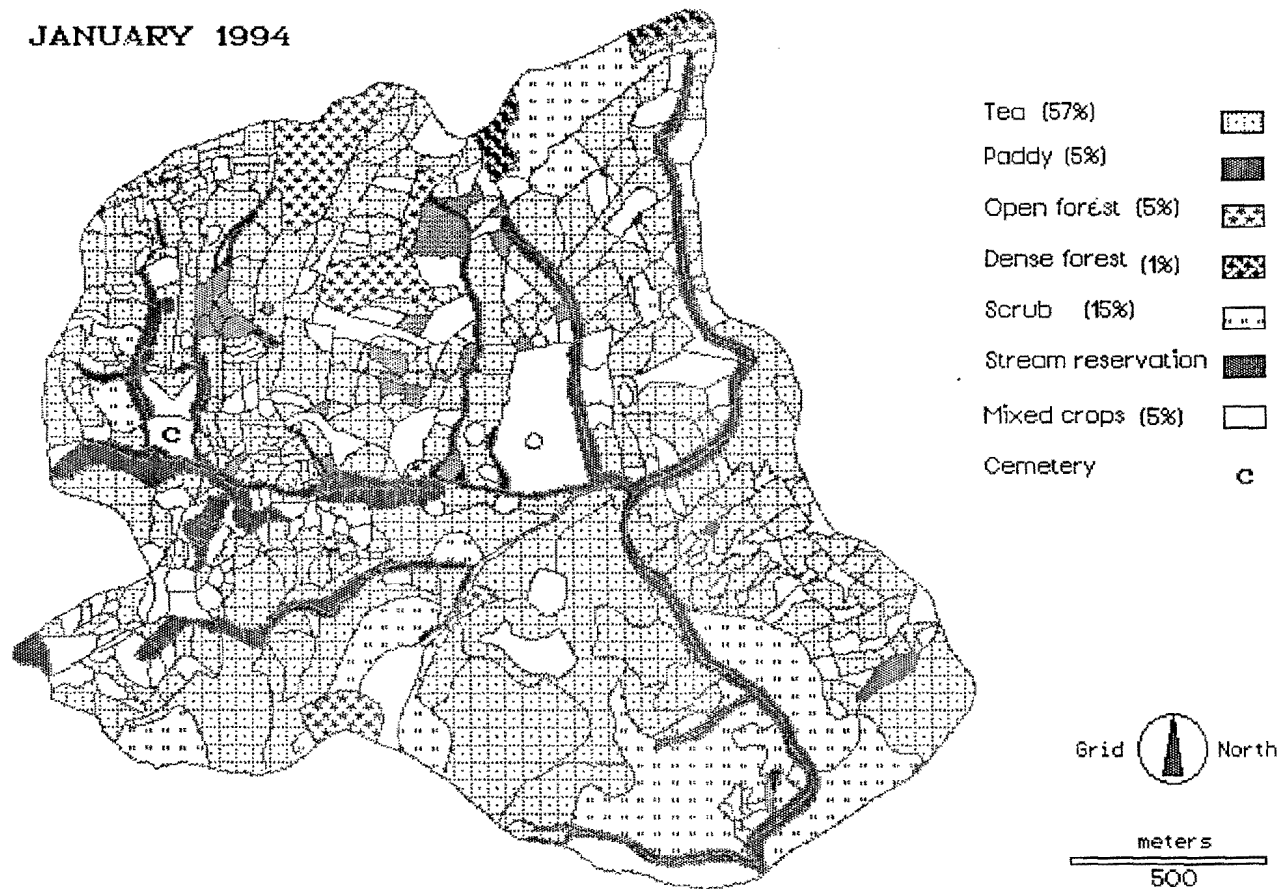 JANUARY 1994
Tea (57%)
Paddy (5%)
Open forest (5%)
Dense forest (1%)
Scrub (15%)
Stream reservation
Mixed crops (5%)
Cemetery C
C
Grid North
meters
500